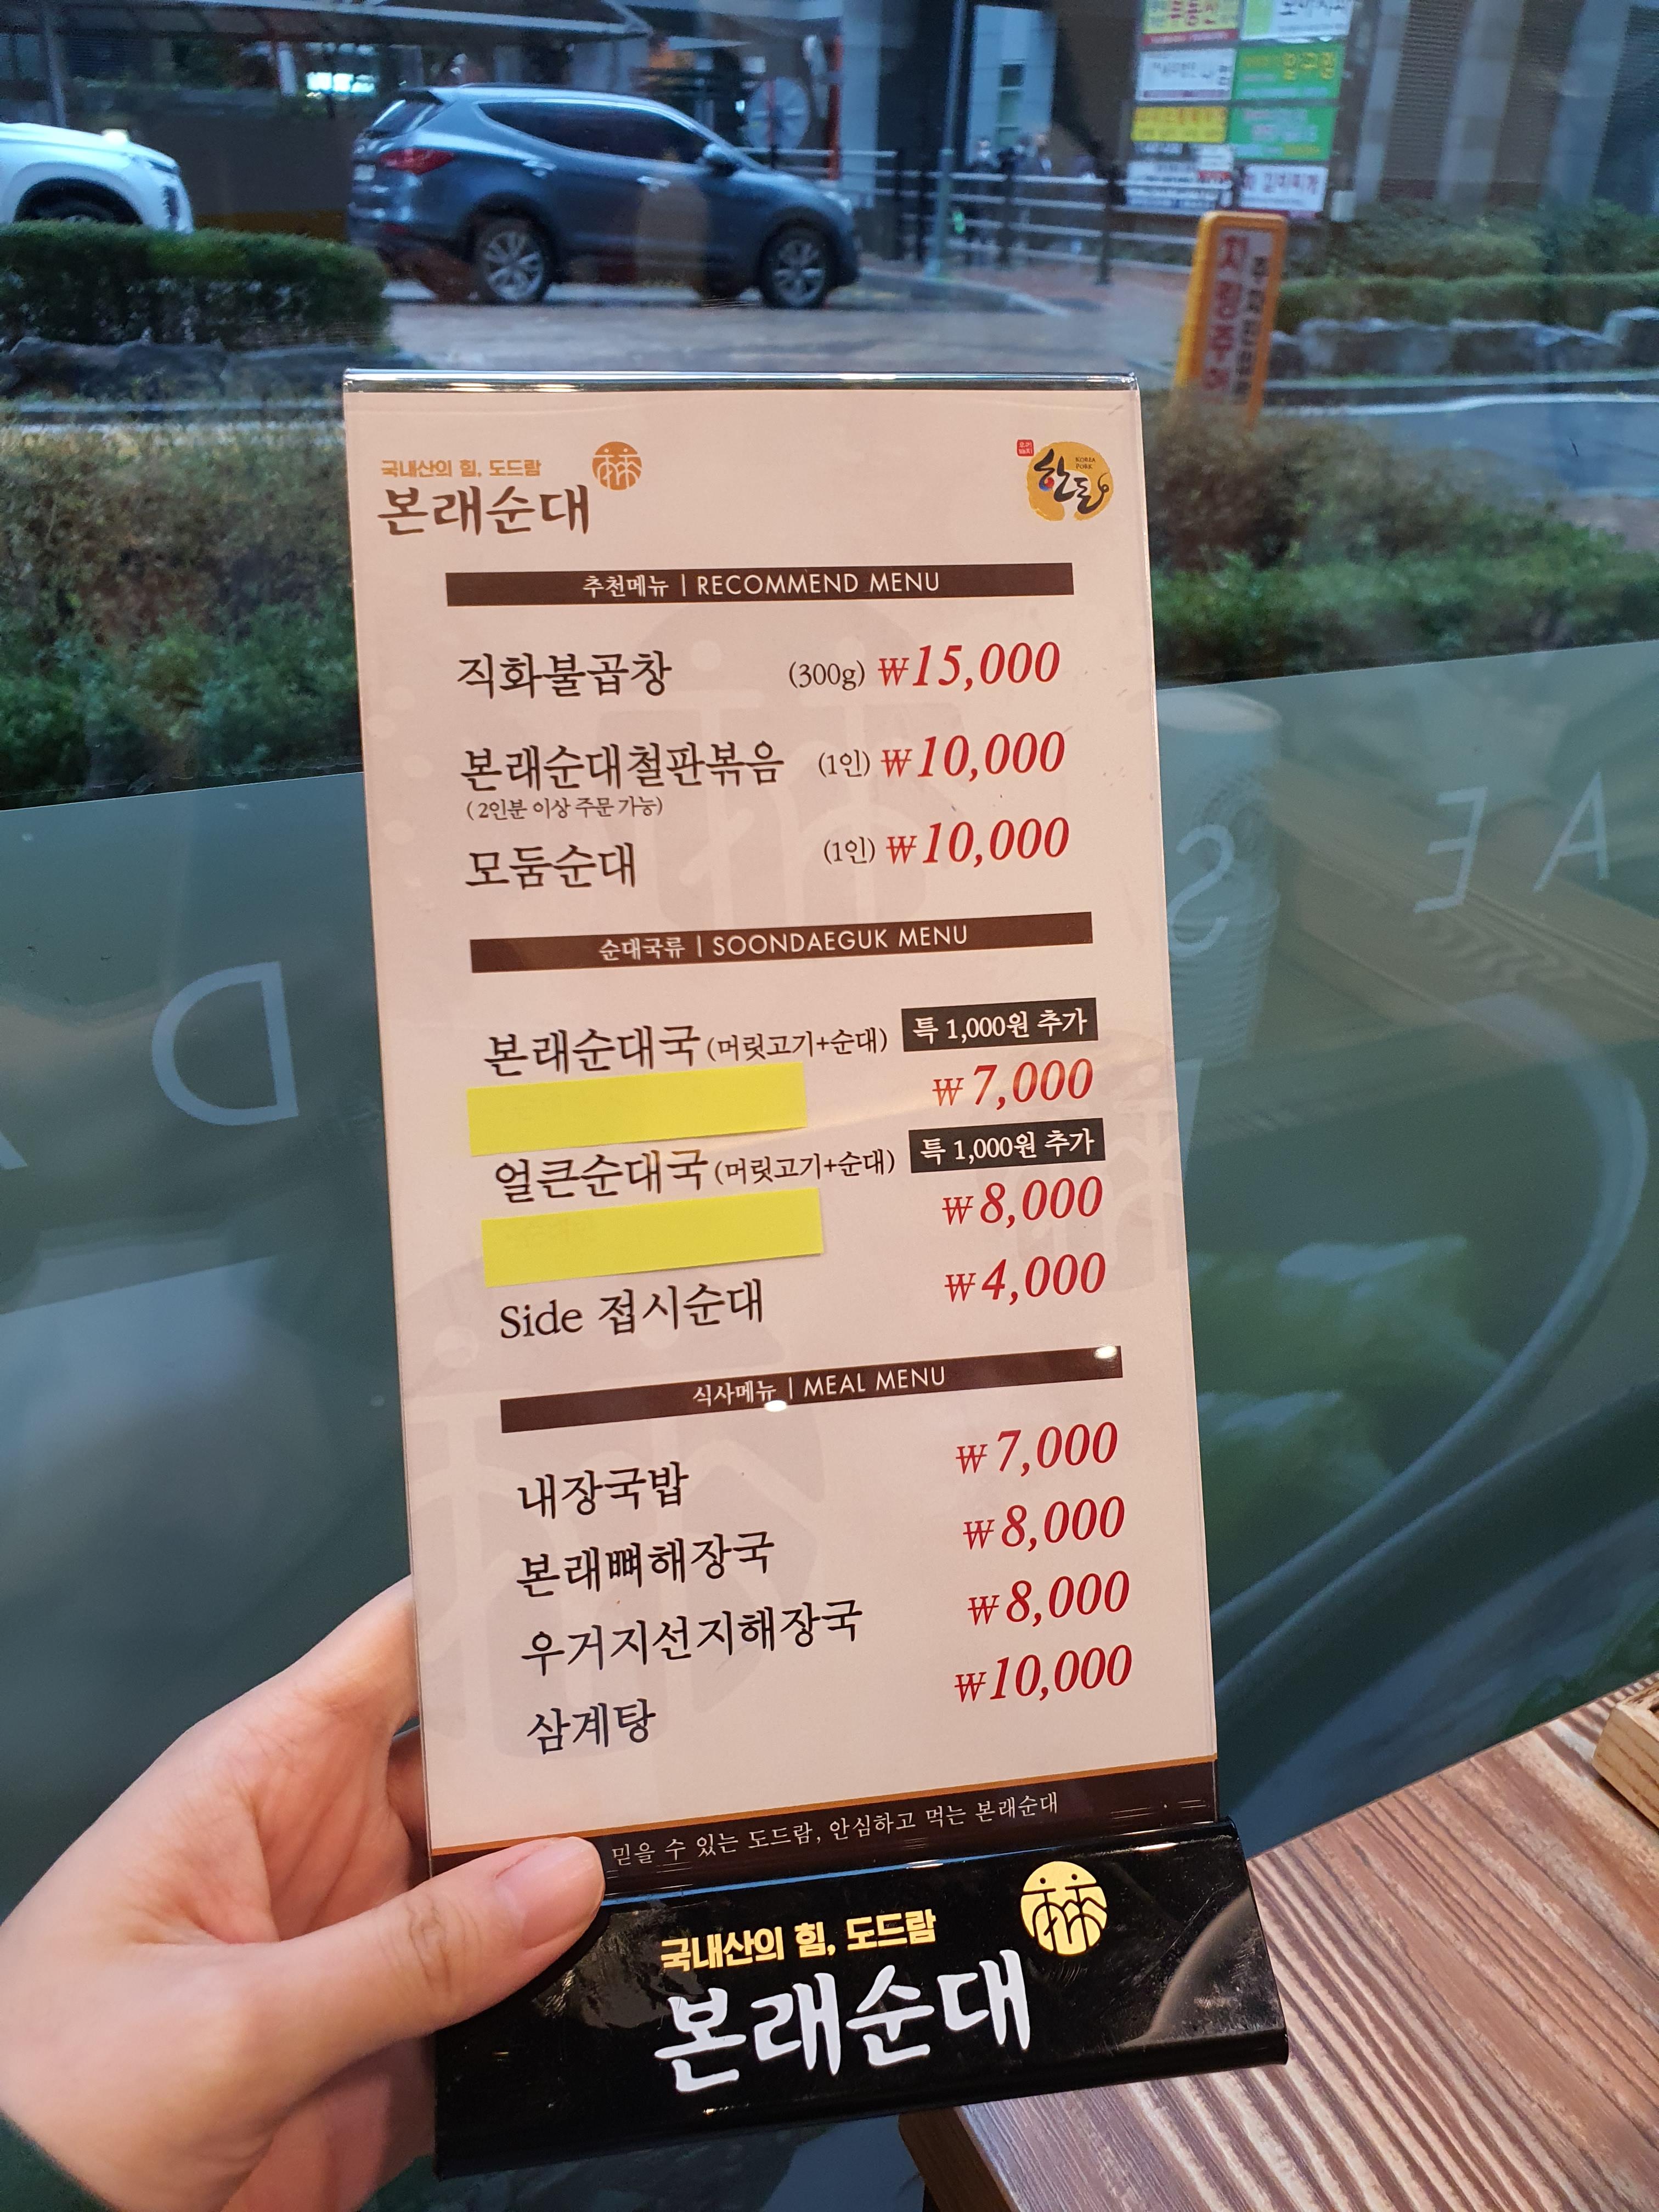 국내산의 힘, 도드람
본래순대
한돈
KOREA
PORK
추천메뉴 | RECOMMEND MENU
직화불곱창 (300g) ₩15,000
본래순대철판볶음 (1인) ₩10,000
(2인분 이상 주문 가능)
모둠순대 (1인) ₩10,000
순대국류 | SOONDAEGUK MENU
본래순대국 (머릿고기+순대) 특 1,000원 추가
₩7,000
얼큰순대국 (머릿고기+순대) 특 1,000원 추가
₩8,000
Side 접시순대 ₩4,000
식사메뉴 | MEAL MENU
내장국밥 ₩7,000
본래뼈해장국 ₩8,000
우거지선지해장국 ₩8,000
삼계탕 ₩10,000
믿을 수 있는 도드람, 안심하고 먹는 본래순대
국내산의 힘, 도드람
본래순대